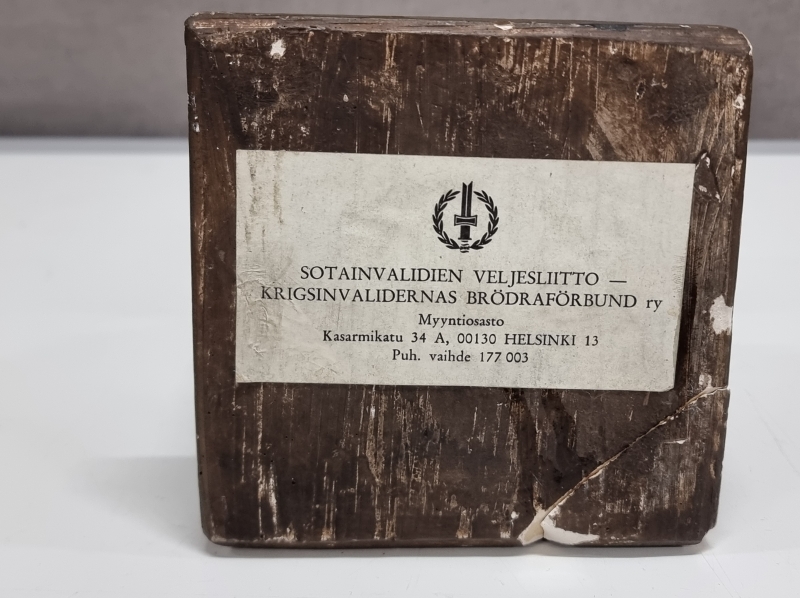 SOTAINVALIDIEN VELJESLIITTO —
KRIGSINVALIDERNAS BRÖDRAFÖRBUND ry
Myyntiosasto
Kasarmikatu 34 A, 00130 HELSINKI 13
Puh. vaihde 177 003